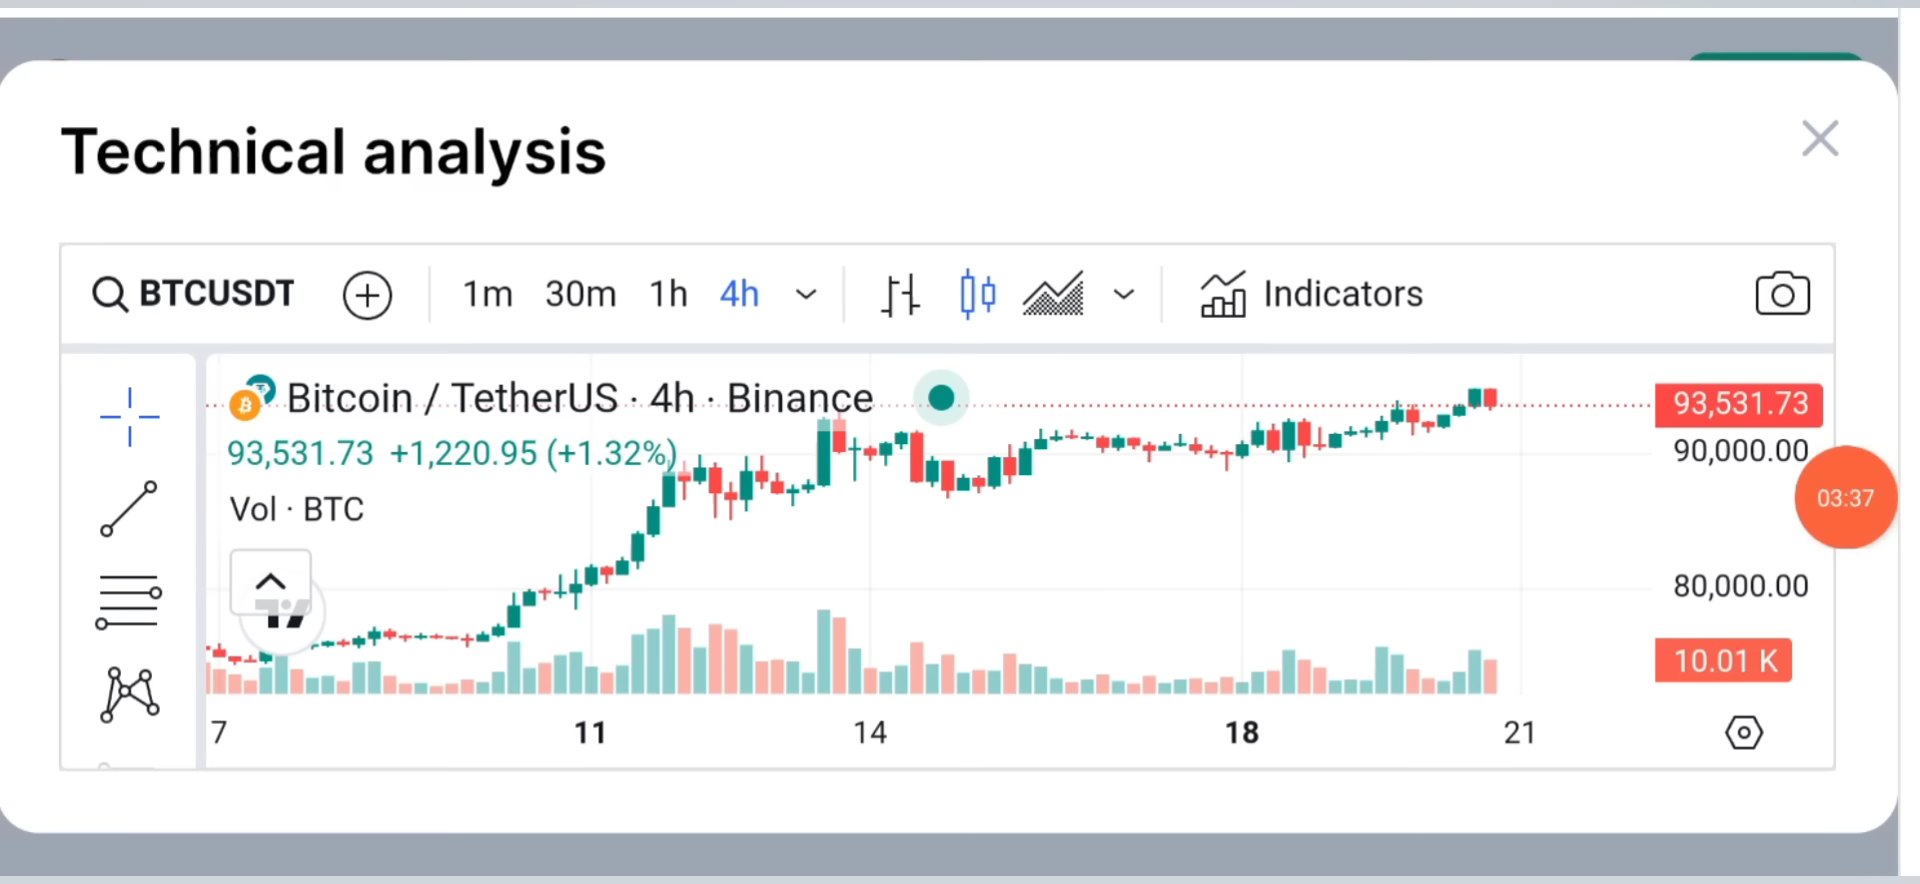 Technical analysis
BTCUSDT 1m 30m 1h 4h Indicators
Bitcoin / TetherUS · 4h · Binance
93,531.73 +1,220.95 (+1.32%)
Vol · BTC
93,531.73
90,000.00
03:37
80,000.00
10.01 K
7 11 14 18 21